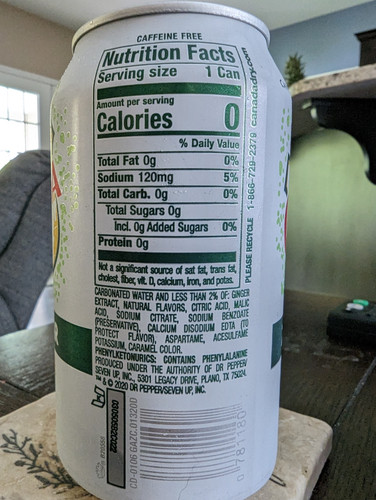 CAFFEINE FREE
Nutrition Facts
Serving size 1 Can
Amount per serving
Calories 0
% Daily Value
Total Fat 0g 0%
Sodium 120mg 5%
Total Carb. 0g 0%
Total Sugars 0g
Incl. 0g Added Sugars 0%
Protein 0g
Not a significant source of sat fat, trans fat,
cholest, fiber, vit. D, calcium, iron, and potas.
CARBONATED WATER AND LESS THAN 2% OF: GINGER
EXTRACT, NATURAL FLAVORS, CITRIC ACID, MALIC
ACID, SODIUM CITRATE, SODIUM BENZOATE
(PRESERVATIVE), CALCIUM DISODIUM EDTA (TO
PROTECT FLAVOR), ASPARTAME, ACESULFAME
POTASSIUM, CARAMEL COLOR.
PHENYLKETONURICS: CONTAINS PHENYLALANINE
PRODUCED UNDER THE AUTHORITY OF DR PEPPER/
SEVEN UP, INC., 5301 LEGACY DRIVE, PLANO, TX 75024.
™ & © 2020 DR PEPPER/SEVEN UP, INC.
PLEASE RECYCLE 1-866-729-2379 canadadry.com
CD-0106 GAZC.01320D